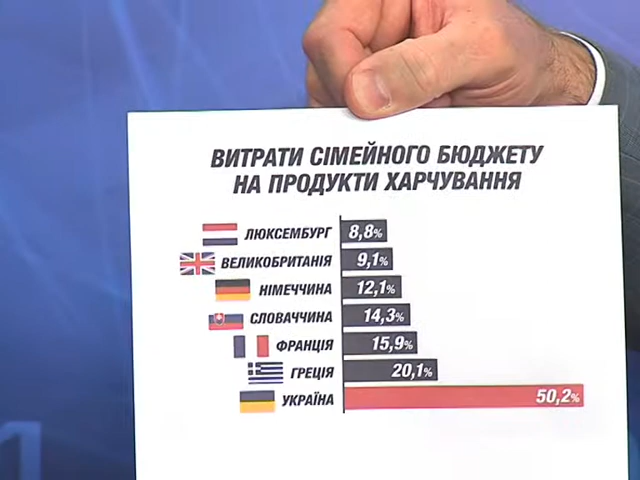 ВИТРАТИ СІМЕЙНОГО БЮДЖЕТУ
НА ПРОДУКТИ ХАРЧУВАННЯ
ЛЮКСЕМБУРГ 8,8%
ВЕЛИКОБРИТАНІЯ 9,1%
НІМЕЧЧИНА 12,1%
СЛОВАЧЧИНА 14,3%
ФРАНЦІЯ 15,9%
ГРЕЦІЯ 20,1%
УКРАЇНА 50,2%